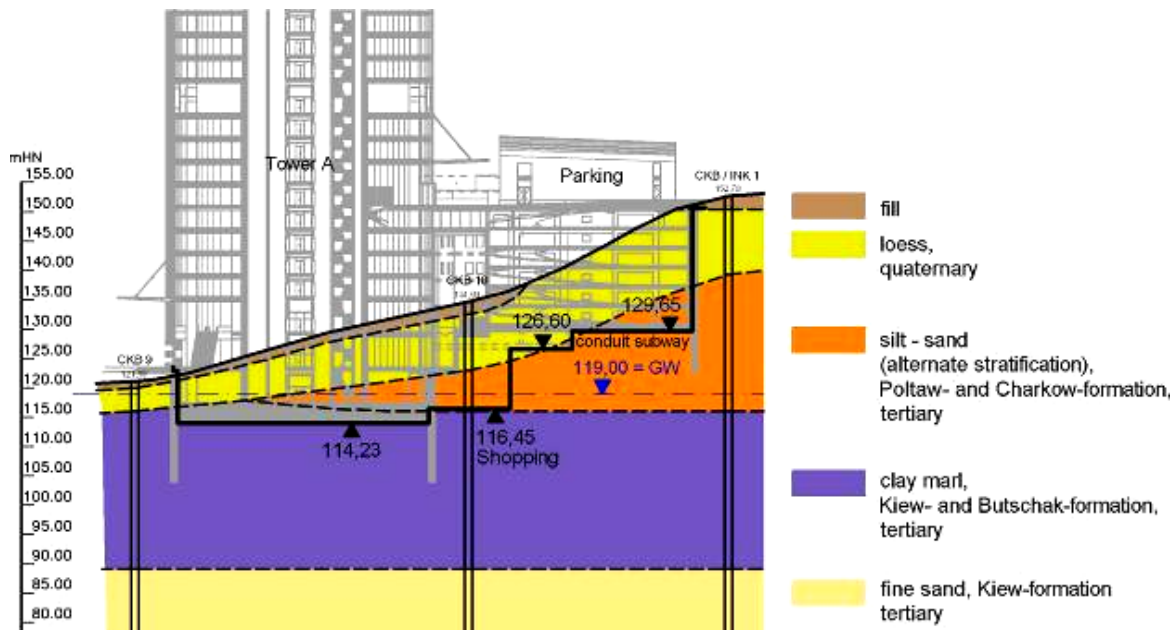 mHN
155.00
150.00
145.00
140.00
135.00
130.00
125.00
120.00
115.00
110.00
105.00
100.00
95.00
90.00
85.00
80.00
Tower A
Parking
CKB / INK 1
CKB 10
CKB 9
126,60
129,65
conduit subway
119,00 = GW
114,23
116,45
Shopping
fill
loess,
quaternary
silt - sand
(alternate stratification),
Poltaw- and Charkow-formation,
tertiary
clay marl,
Kiew- and Butschak-formation,
tertiary
fine sand, Kiew-formation
tertiary